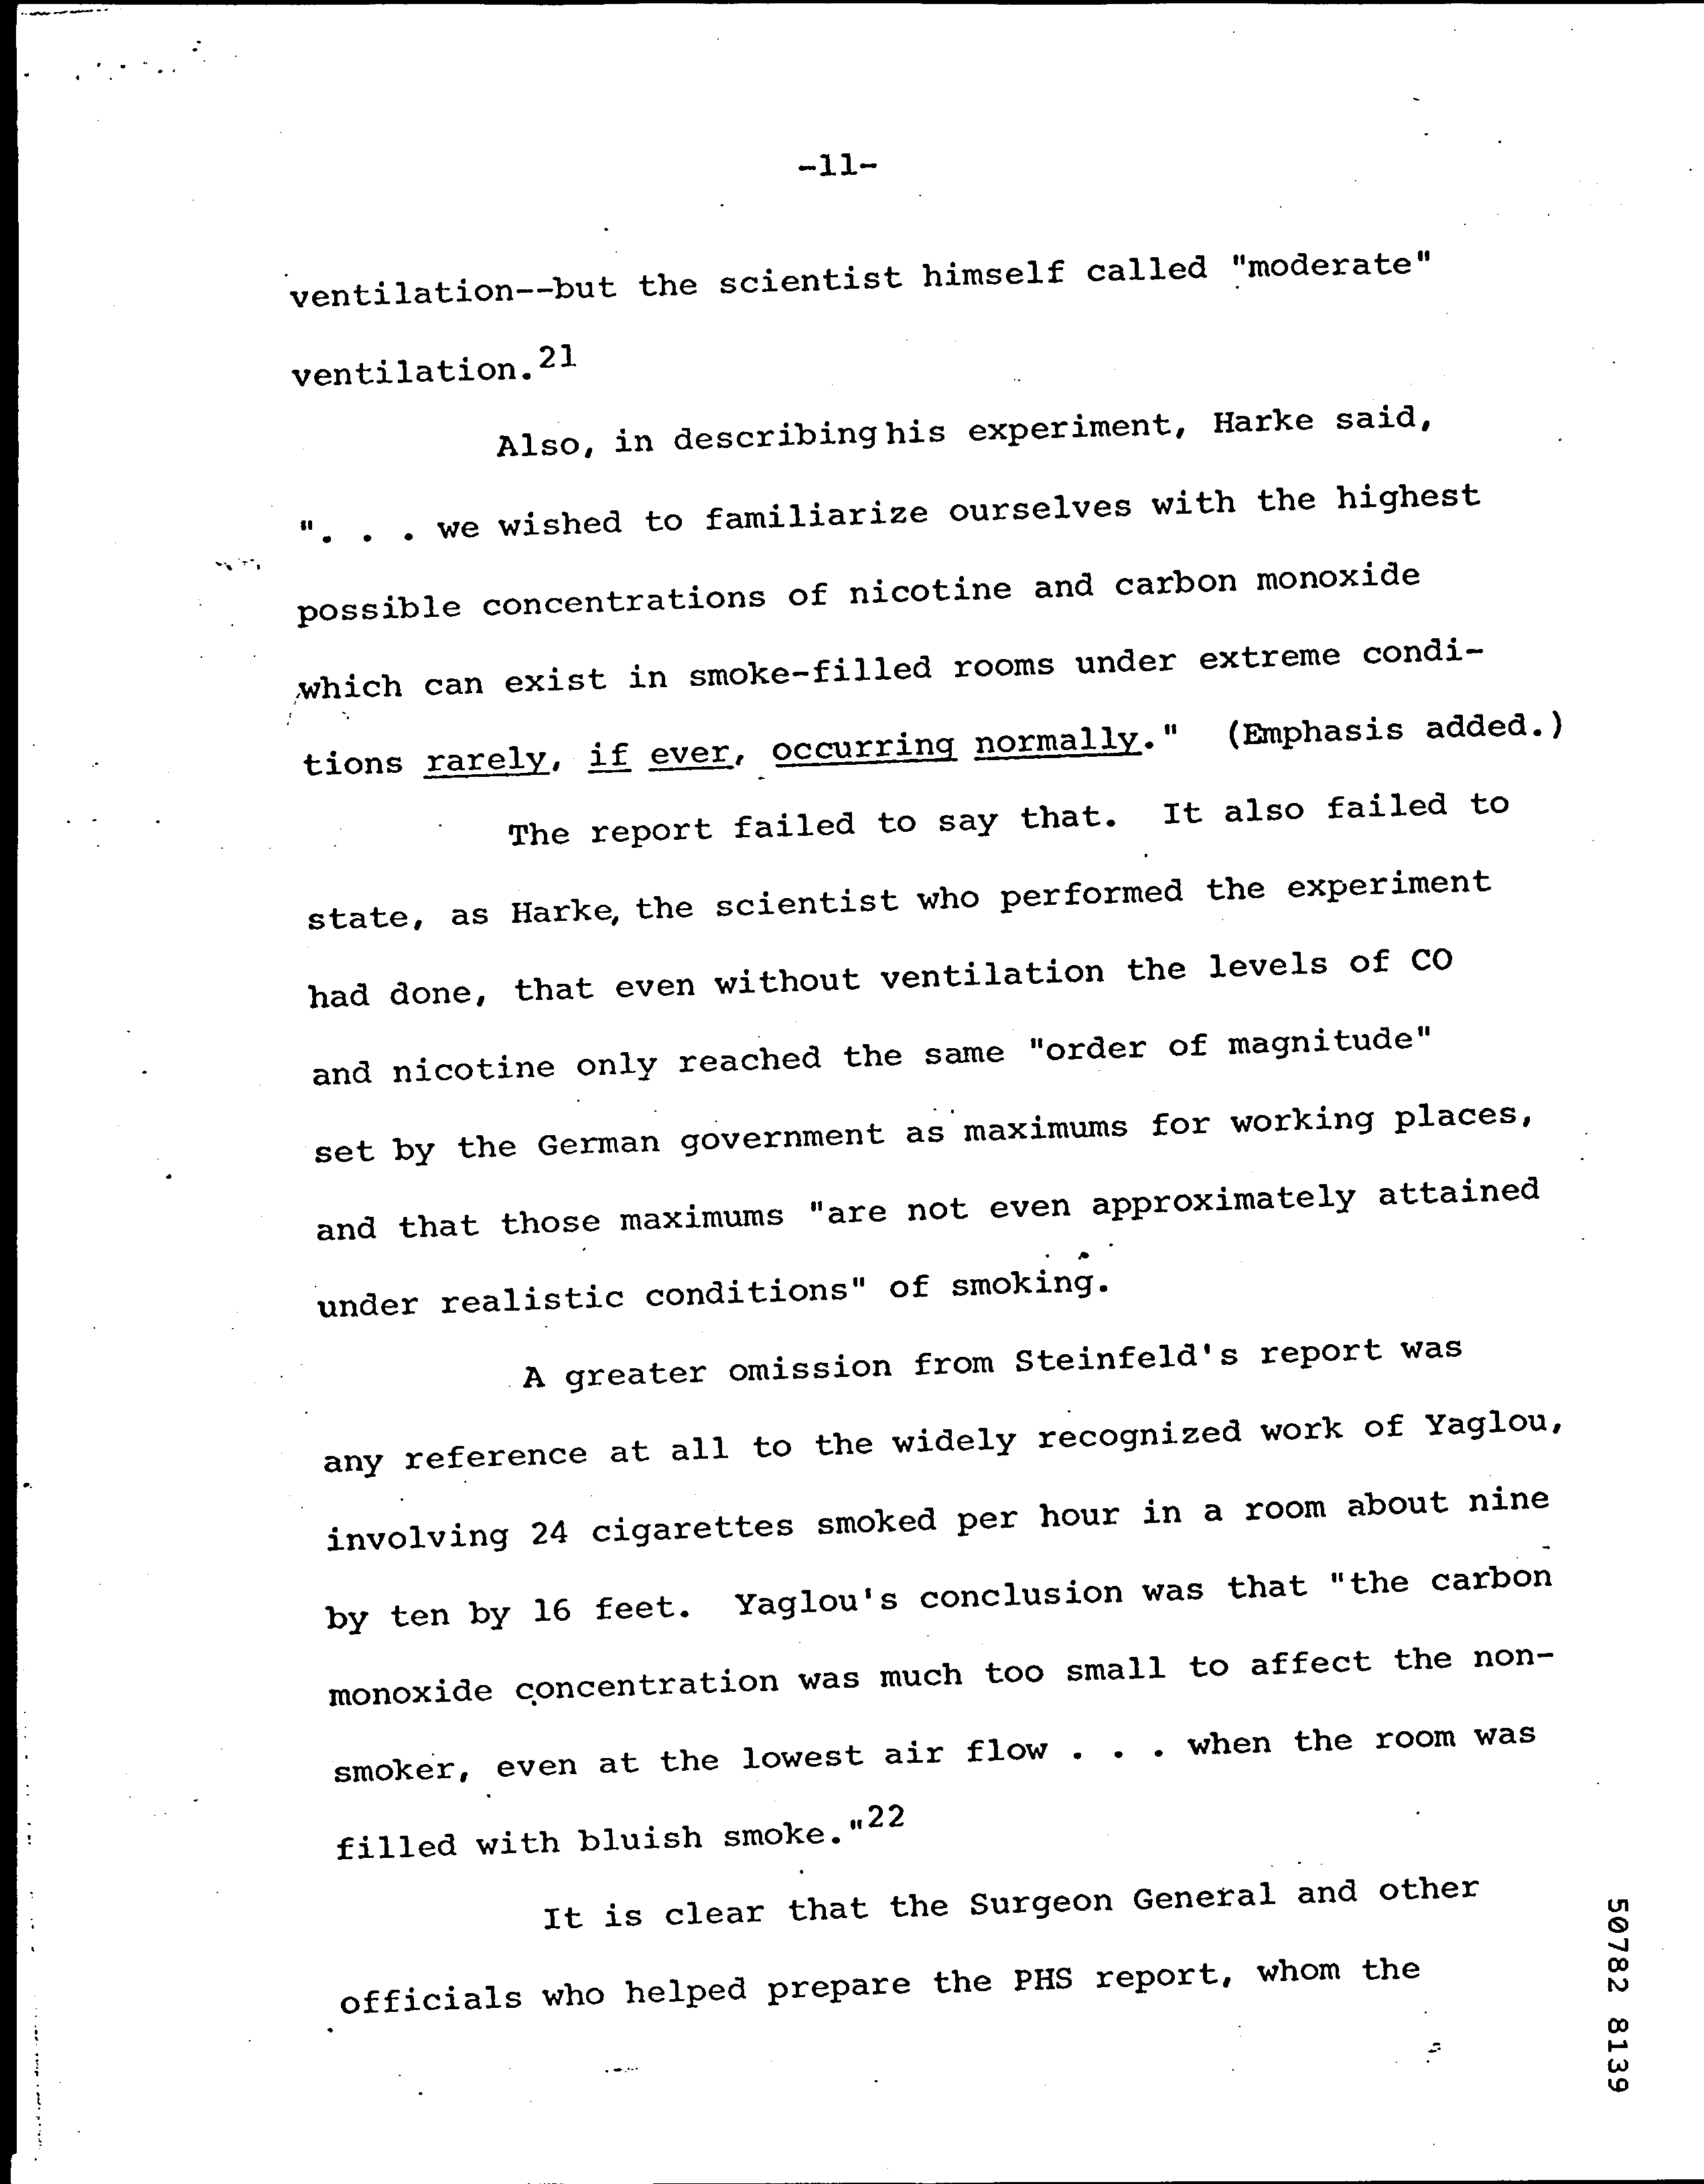 -11-
ventilation--but the scientist himself called "moderate"
ventilation.21
Also, in describing his experiment, Harke said,
". . . we wished to familiarize ourselves with the highest
possible concentrations of nicotine and carbon monoxide
which can exist in smoke-filled rooms under extreme condi-
tions rarely, if ever, occurring normally." (Emphasis added.)
The report failed to say that. It also failed to
state, as Harke, the scientist who performed the experiment
had done, that even without ventilation the levels of CO
and nicotine only reached the same "order of magnitude"
set by the German government as maximums for working places,
and that those maximums "are not even approximately attained
under realistic conditions" of smoking.
A greater omission from Steinfeld's report was
any reference at all to the widely recognized work of Yaglou,
involving 24 cigarettes smoked per hour in a room about nine
by ten by 16 feet. Yaglou's conclusion was that "the carbon
monoxide concentration was much too small to affect the non-
smoker, even at the lowest air flow . . . when the room was
filled with bluish smoke."22
It is clear that the Surgeon General and other
officials who helped prepare the PHS report, whom the
50782 8139